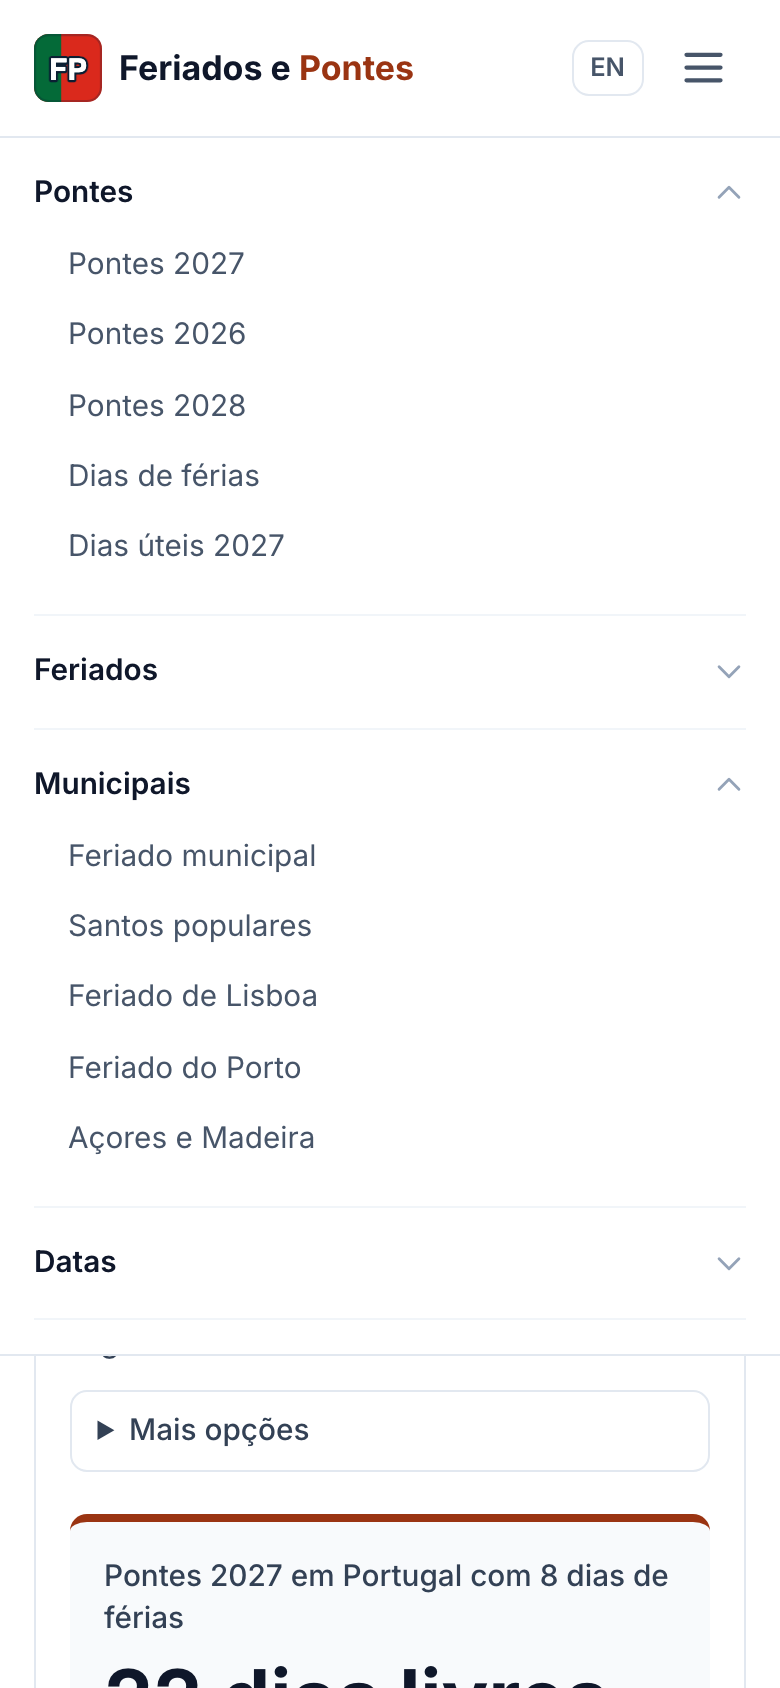 FP Feriados e Pontes EN
Pontes
Pontes 2027
Pontes 2026
Pontes 2028
Dias de férias
Dias úteis 2027
Feriados
Municipais
Feriado municipal
Santos populares
Feriado de Lisboa
Feriado do Porto
Açores e Madeira
Datas
Mais opções
Pontes 2027 em Portugal com 8 dias de
férias
dias livres